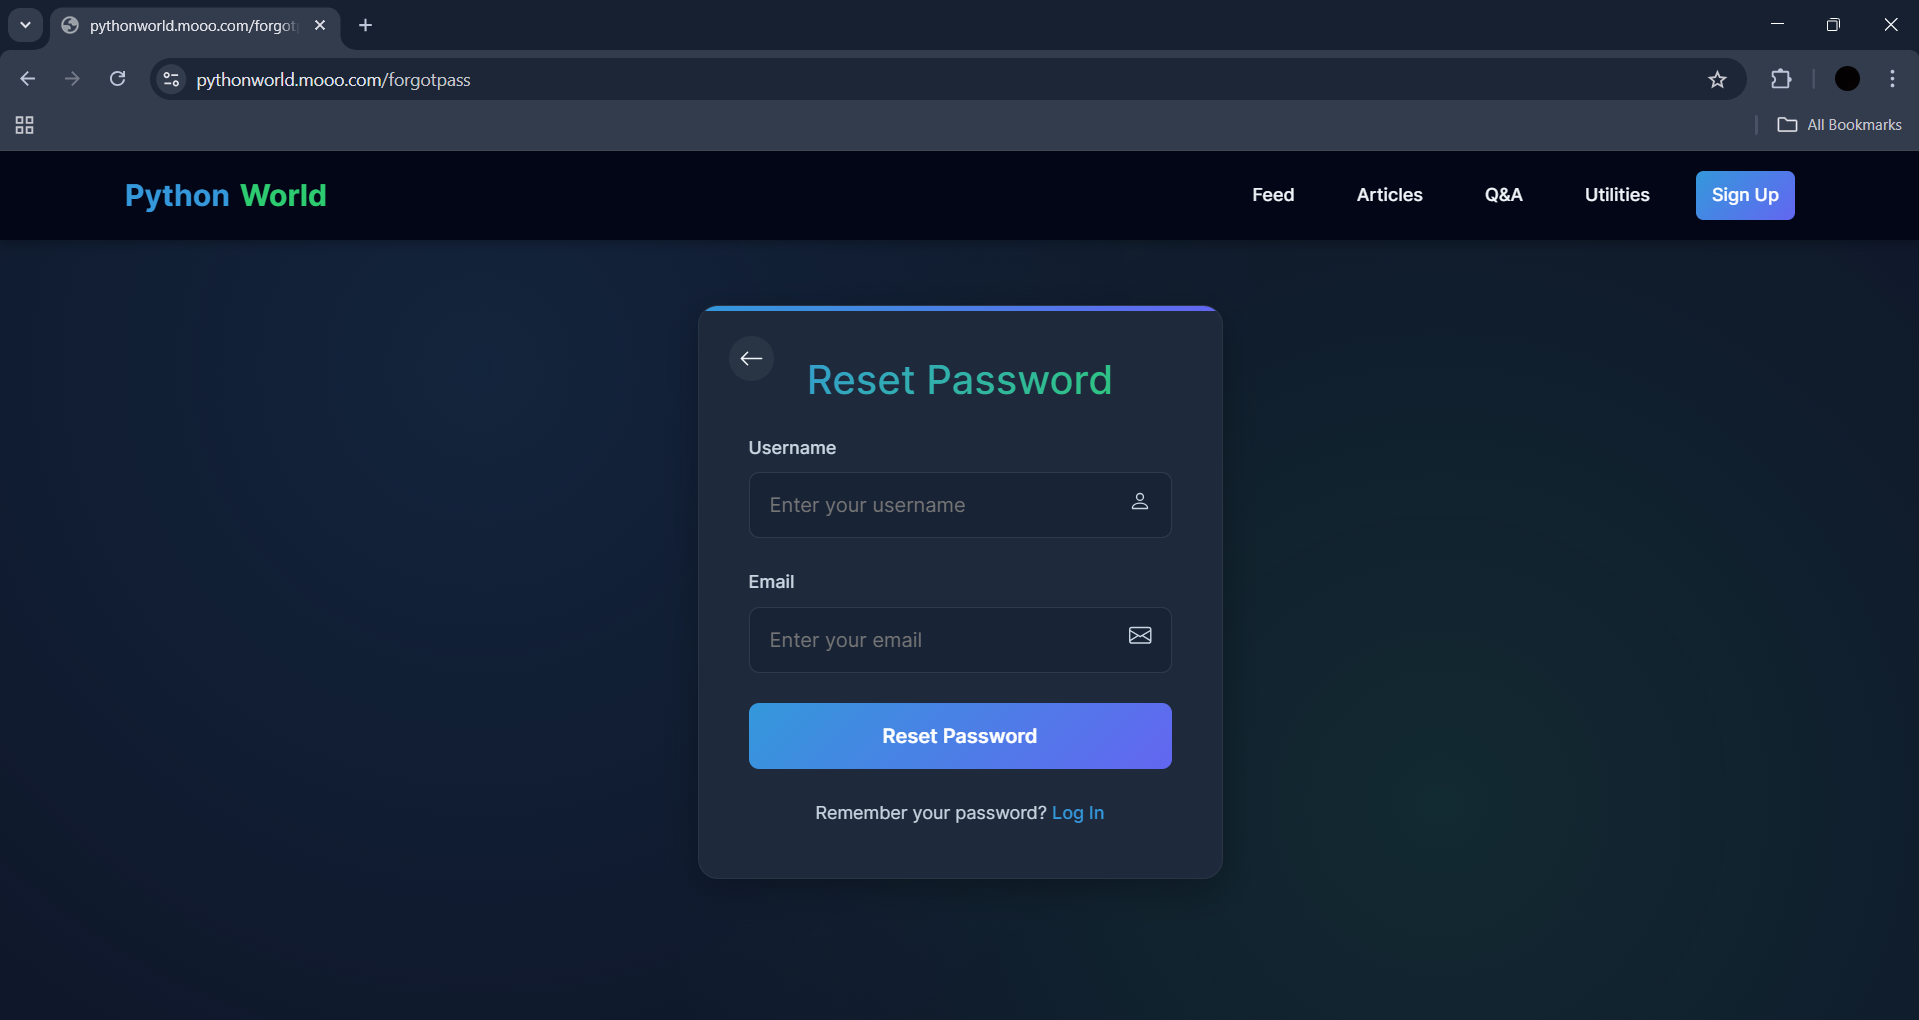 pythonworld.mooo.com/forgot
pythonworld.mooo.com/forgotpass
All Bookmarks
Python World
Feed
Articles
Q&A
Utilities
Sign Up
Reset Password
Username
Enter your username
Email
Enter your email
Reset Password
Remember your password? Log In